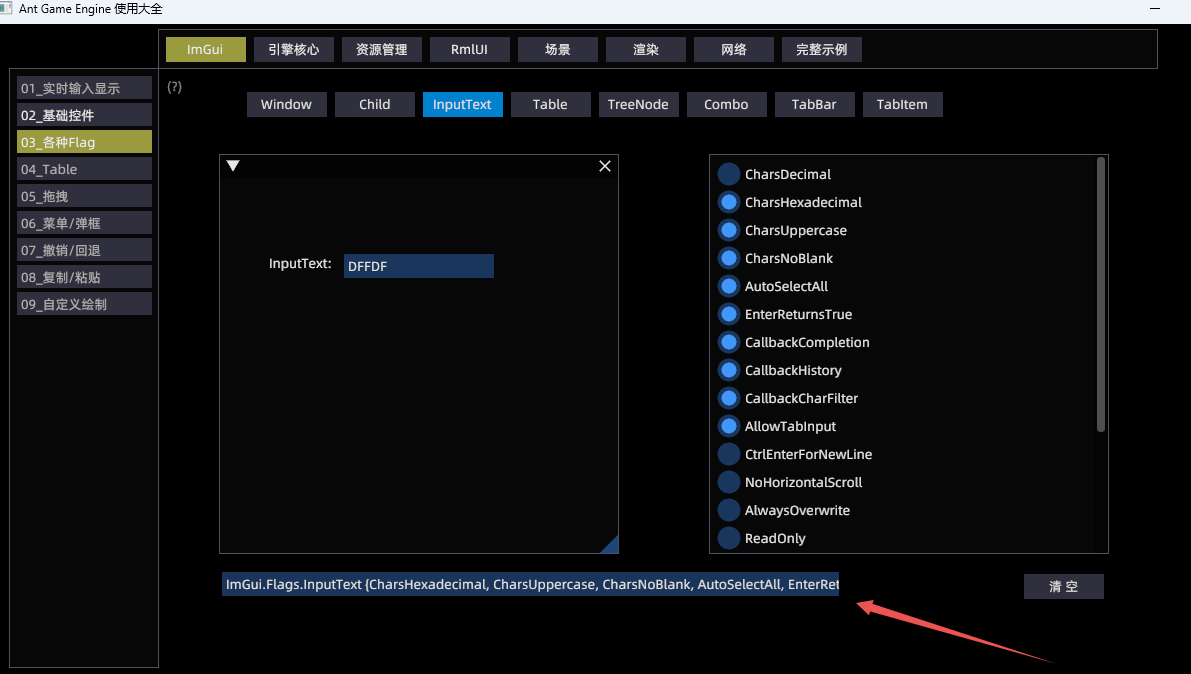 Ant Game Engine 使用大全
ImGui 引擎核心 资源管理 RmlUI 场景 渲染 网络 完整示例
01_实时输入显示
02_基础控件
03_各种Flag
04_Table
05_拖拽
06_菜单/弹框
07_撤销/回退
08_复制/粘贴
09_自定义绘制
(?)
Window Child InputText Table TreeNode Combo TabBar TabItem
InputText: DFFDF
CharsDecimal
CharsHexadecimal
CharsUppercase
CharsNoBlank
AutoSelectAll
EnterReturnsTrue
CallbackCompletion
CallbackHistory
CallbackCharFilter
AllowTabInput
CtrlEnterForNewLine
NoHorizontalScroll
AlwaysOverwrite
ReadOnly
ImGui.Flags.InputText {CharsHexadecimal, CharsUppercase, CharsNoBlank, AutoSelectAll, EnterRet
清 空